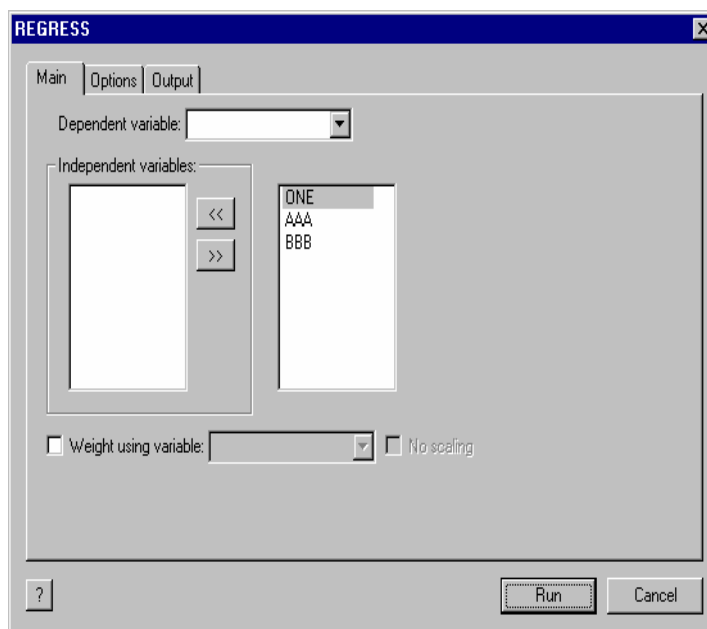 REGRESS
Main Options Output
Dependent variable:
Independent variables:
<<
>>
ONE
AAA
BBB
Weight using variable: No scaling
? Run Cancel